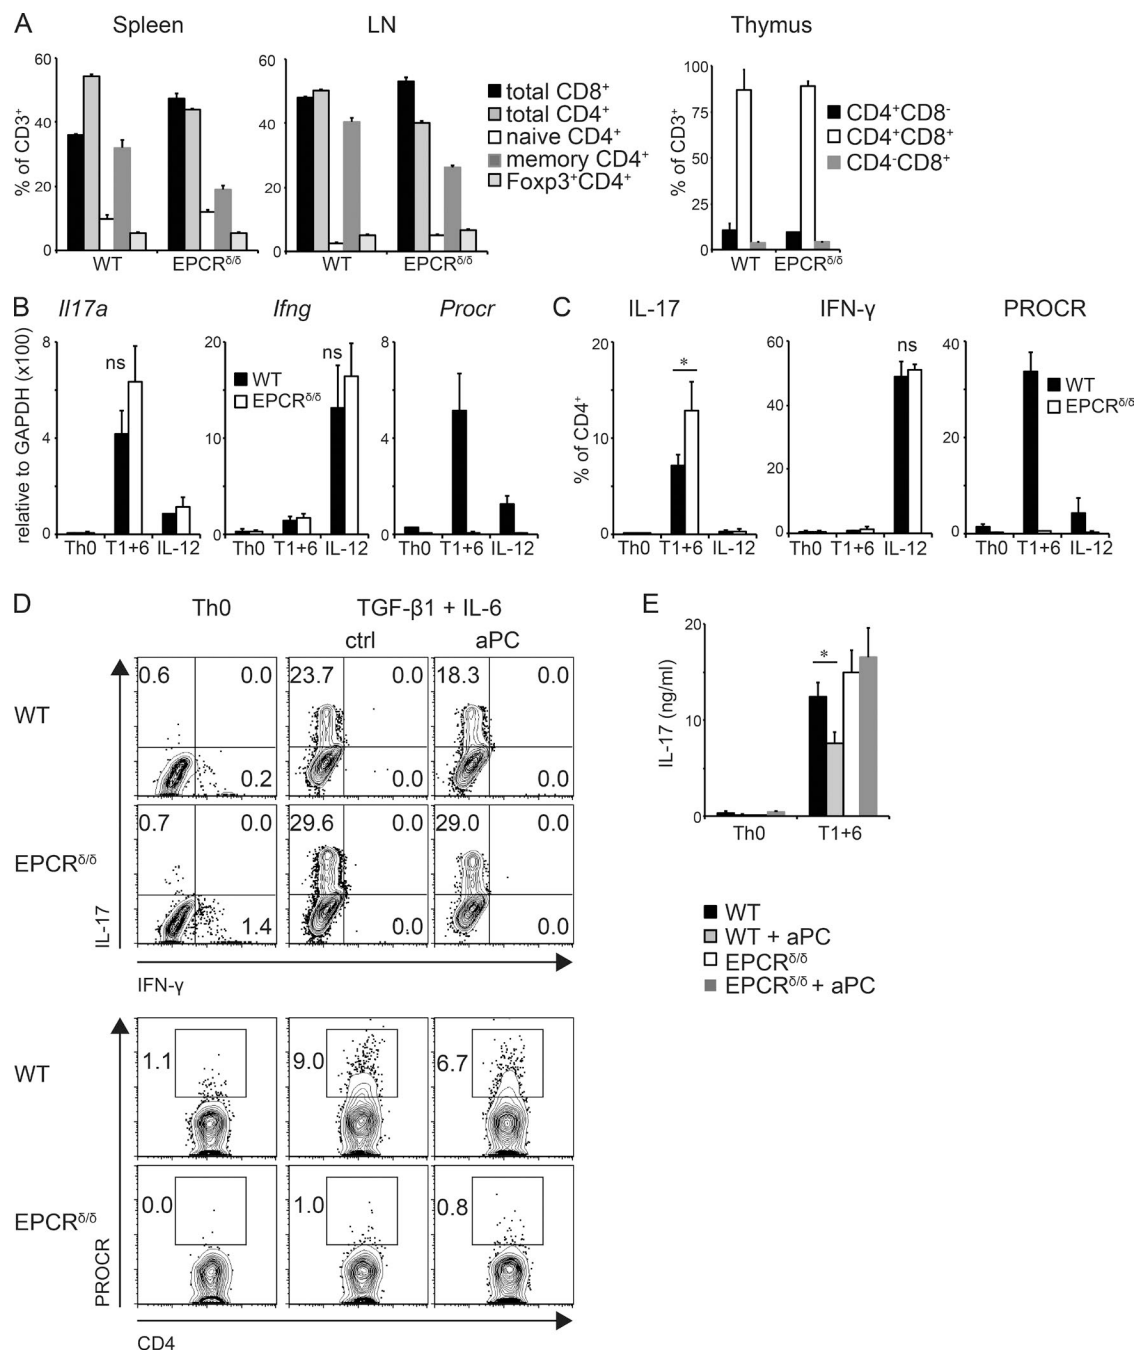 A Spleen LN Thymus
% of CD3⁺
60
40
20
0
WT EPCRδ/δ
60
40
20
0
WT EPCRδ/δ
total CD8⁺
total CD4⁺
naive CD4⁺
memory CD4⁺
Foxp3⁺CD4⁺
% of CD3⁺
100
75
50
25
0
WT EPCRδ/δ
CD4⁺CD8⁻
CD4⁺CD8⁺
CD4⁻CD8⁺
B Il17a Ifng Procr
relative to GAPDH (x100)
8
4
0
ns
Th0 T1+6 IL-12
20
10
0
ns
WT
EPCRδ/δ
Th0 T1+6 IL-12
8
4
0
Th0 T1+6 IL-12
C IL-17 IFN-γ PROCR
% of CD4⁺
20
10
0
*
Th0 T1+6 IL-12
60
40
20
0
ns
Th0 T1+6 IL-12
40
20
0
WT
EPCRδ/δ
Th0 T1+6 IL-12
D Th0 TGF-β1 + IL-6
ctrl aPC
WT
0.6 0.0 23.7 0.0 18.3 0.0
0.2 0.0 0.0
EPCRδ/δ
0.7 0.0 29.6 0.0 29.0 0.0
1.4 0.0 0.0
IL-17
IFN-γ
WT
1.1 9.0 6.7
EPCRδ/δ
0.0 1.0 0.8
PROCR
CD4
E
IL-17 (ng/ml)
20
10
0
*
Th0 T1+6
WT
WT + aPC
EPCRδ/δ
EPCRδ/δ + aPC